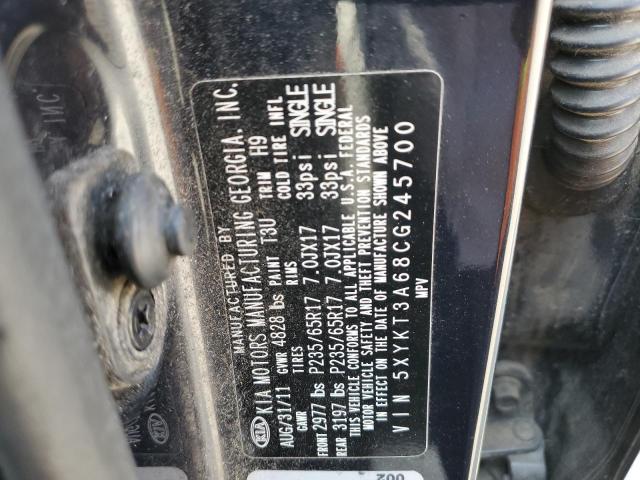 MANUFACTURED BY
KIA KIA MOTORS MANUFACTURING GEORGIA, INC.
AUG/31/11 GVWR 4828 lbs PAINT T3U TRIM H9
GAWR TIRES RIMS COLD TIRE INFL
FRONT 2977 lbs P235/65R17 7.0JX17 33psi SINGLE
REAR 3197 lbs P235/65R17 7.0JX17 33psi SINGLE
THIS VEHICLE CONFORMS TO ALL APPLICABLE U.S.A. FEDERAL
MOTOR VEHICLE SAFETY AND THEFT PREVENTION STANDARDS
IN EFFECT ON THE DATE OF MANUFACTURE SHOWN ABOVE
VIN 5XYKT3A68CG245700
MPV
INC
002